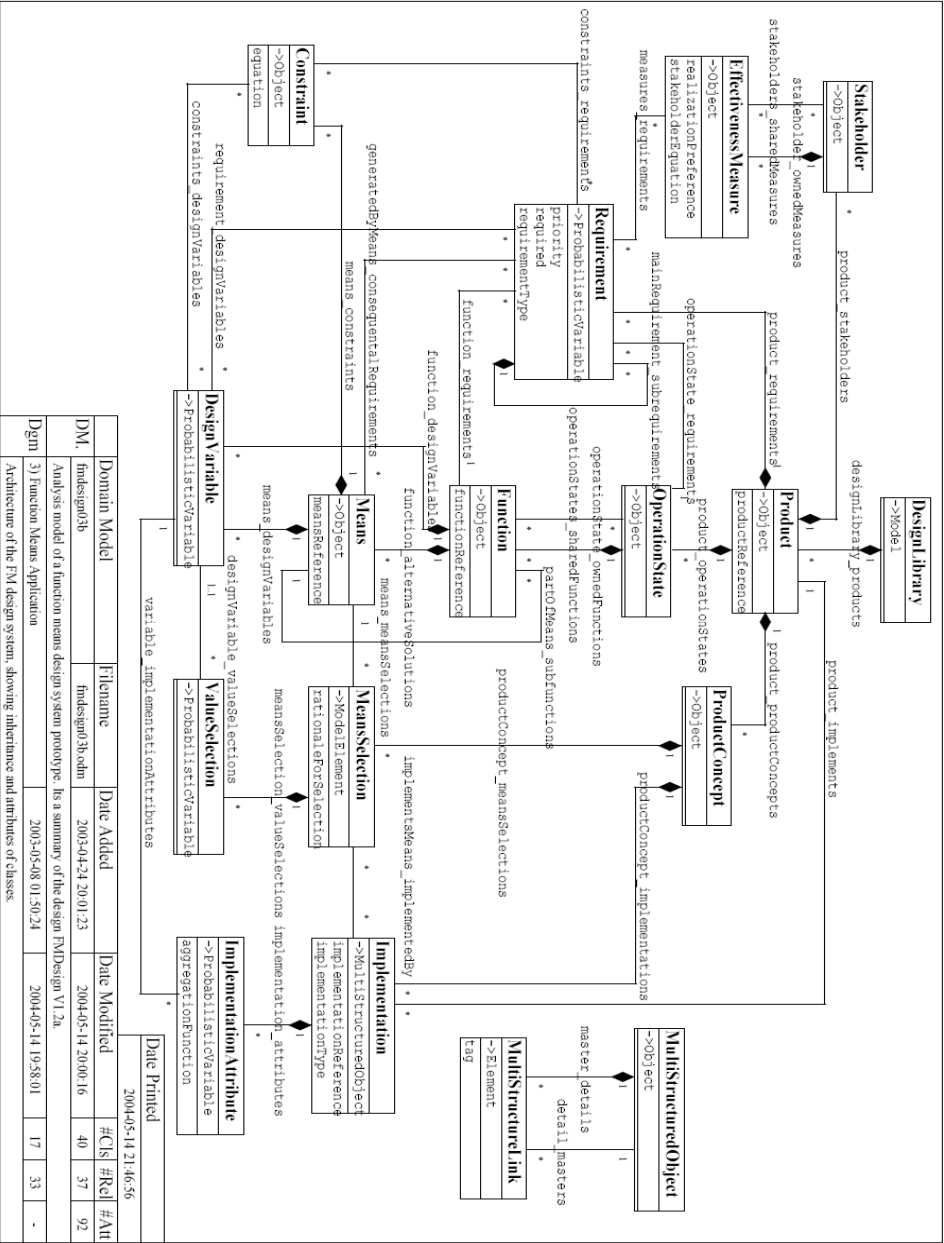 DesignLibrary
->Model
designLibrary_products
Stakeholder
->Object
product_stakeholders
Product
->Object
productReference
product_implements
stakeholder_ownedMeasures
stakeholders_sharedMeasures
EffectivenessMeasure
->Object
realizationPreference
stakeholderEquation
measures_requirements
product_requirements
product_operationStates
product_productConcepts
ProductConcept
->Object
MultiStructuredObject
->Object
master_details
detail_masters
MultiStructureLink
->Element
tag
operationState_requirements
mainRequirement_subrequirements
OperationState
->Object
operationState_ownedFunctions
operationStates_sharedFunctions
productConcept_implementations
productConcept_meansSelections
constraints_requirements
Requirement
->ProbabilisticVariable
priority
required
requirementType
function_requirements
Function
->Object
functionReference
partOfMeans_subfunctions
function_designVariable
function_alternativeSolutions
Constraint
->Object
equation
means_constraints
generatedByMeans_consequentalRequirements
requirement_designVariables
constraints_designVariables
Means
->Object
meansReference
means_meansSelections
MeansSelection
->ModelElement
rationaleForSelection
implementsMeans_implementedBy
Implementation
->MultiStructuredObject
implementationReference
implementationType
means_designVariables
designVariable_valueSelections
meansSelection_valueSelections
implementation_attributes
DesignVariable
->ProbabilisticVariable
ValueSelection
->ProbabilisticVariable
ImplementationAttribute
->ProbabilisticVariable
aggregationFunction
variable_implementationAttributes
Date Printed
2004-05-14 21:46:56
Domain Model Filename Date Added Date Modified #Cls #Rel #Att
DM. fmdesign03b fmdesign03b.odm 2003-04-24 20:01:23 2004-05-14 20:00:16 40 37 92
Analysis model of a function means design system prototype. Its a summary of the design FMDesign V1.2a.
Dgm 3) Function Means Application 2003-05-08 01:50:24 2004-05-14 19:58:01 17 33 -
Architecture of the FM design system, showing inheritance and attributes of classes.